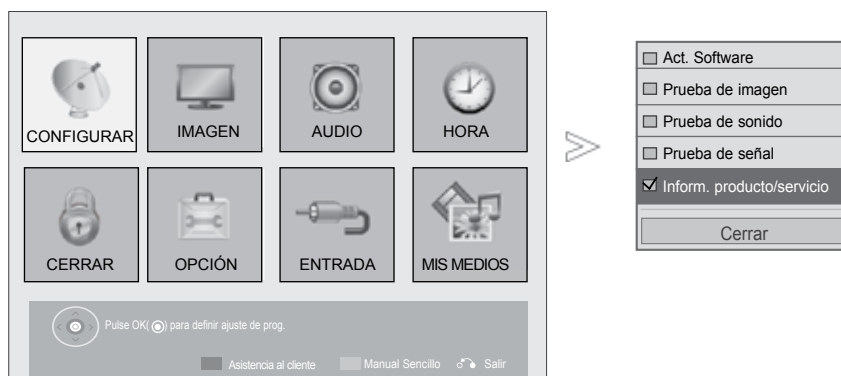 CONFIGURAR
IMAGEN
AUDIO
HORA
CERRAR
OPCIÓN
ENTRADA
MIS MEDIOS
Pulse OK( ) para definir ajuste de prog.
Asistencia al cliente Manual Sencillo Salir
Act. Software
Prueba de imagen
Prueba de sonido
Prueba de señal
Inform. producto/servicio
Cerrar